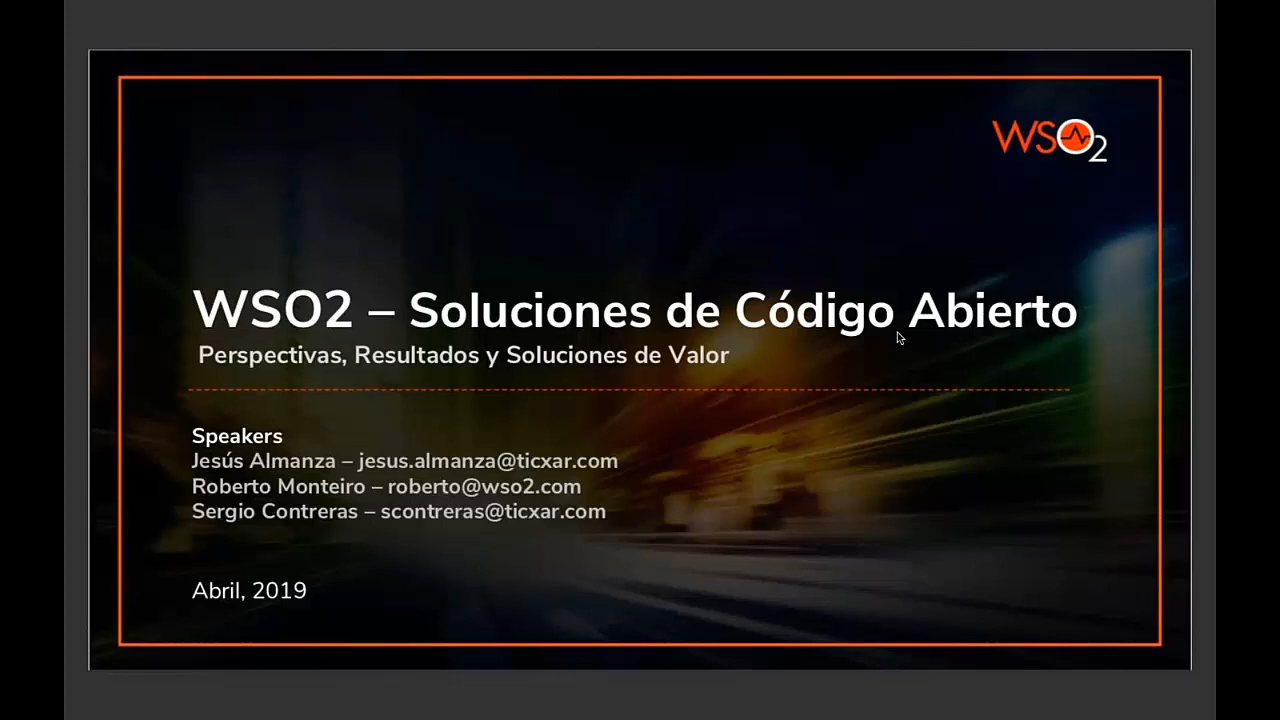 WSO2
WSO2 – Soluciones de Código Abierto
Perspectivas, Resultados y Soluciones de Valor
Speakers
Jesús Almanza – jesus.almanza@ticxar.com
Roberto Monteiro – roberto@wso2.com
Sergio Contreras – scontreras@ticxar.com
Abril, 2019